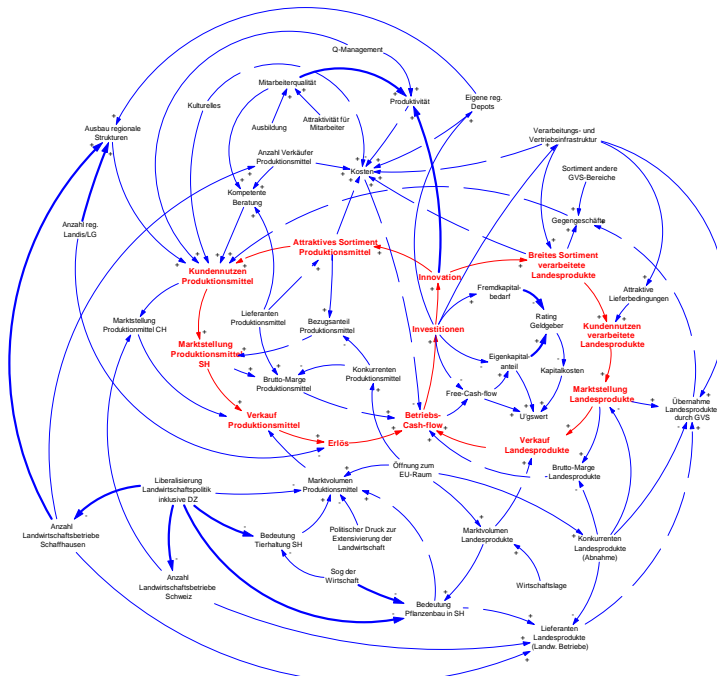 Q-Management
Mitarbeiterqualität
Produktivität
Eigene reg.
Depots
Kulturelles
Attraktivität für
Mitarbeiter
Ausbildung
Ausbau regionale
Strukturen
Verarbeitungs- und
Vertriebsinfrastruktur
Anzahl Verkäufer
Produktionsmittel
Kosten
Sortiment andere
GVS-Bereiche
Kompetente
Beratung
Gegengeschäfte
Anzahl reg.
Landis/LG
Attraktives Sortiment
Produktionsmittel
Kundennutzen
Produktionsmittel
Innovation
Breites Sortiment
verarbeitete
Landesprodukte
Fremdkapital-
bedarf
Attraktive
Lieferbedingungen
Marktstellung
Produktionmittel CH
Lieferanten
Produktionsmittel
Bezugsanteil
Produktionsmittel
Investitionen
Rating
Geldgeber
Kundennutzen
verarbeitete
Landesprodukte
Marktstellung
Produktionsmittel
SH
Brutto-Marge
Produktionsmittel
Konkurrenten
Produktionsmittel
Eigenkapital-
anteil
Kapitalkosten
Free-Cash-flow
Marktstellung
Landesprodukte
Übernahme
Landesprodukte
durch GVS
Verkauf
Produktionsmittel
Betriebs-
Cash-flow
U'gswert
Erlös
Verkauf
Landesprodukte
Liberalisierung
Landwirtschaftspolitik
inklusive DZ
Marktvolumen
Produktionsmittel
Öffnung zum
EU-Raum
Brutto-Marge
Landesprodukte
Anzahl
Landwirtschaftsbetriebe
Schaffhausen
Bedeutung
Tierhaltung SH
Politischer Druck zur
Extensivierung der
Landwirtschaft
Marktvolumen
Landesprodukte
Konkurrenten
Landesprodukte
(Abnahme)
Anzahl
Landwirtschaftsbetriebe
Schweiz
Sog der
Wirtschaft
Wirtschaftslage
Bedeutung
Pflanzenbau in SH
Lieferanten
Landesprodukte
(Landw. Betriebe)